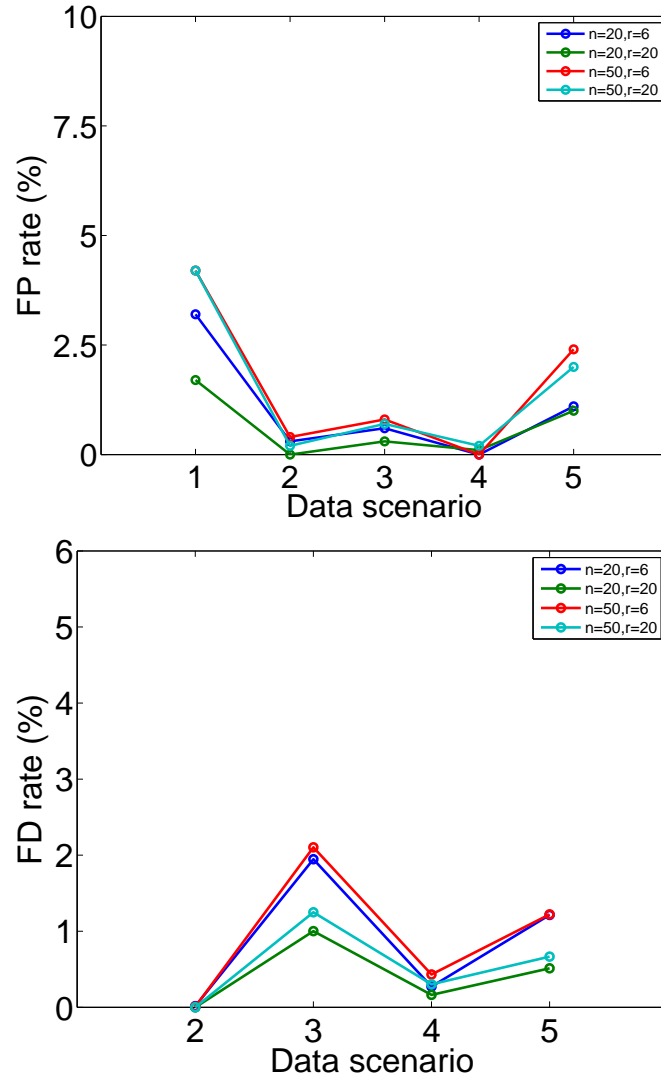 10
7.5
5
2.5
0
FP rate (%)
n=20,r=6
n=20,r=20
n=50,r=6
n=50,r=20
1 2 3 4 5
Data scenario
6
5
4
3
2
1
0
FD rate (%)
n=20,r=6
n=20,r=20
n=50,r=6
n=50,r=20
2 3 4 5
Data scenario